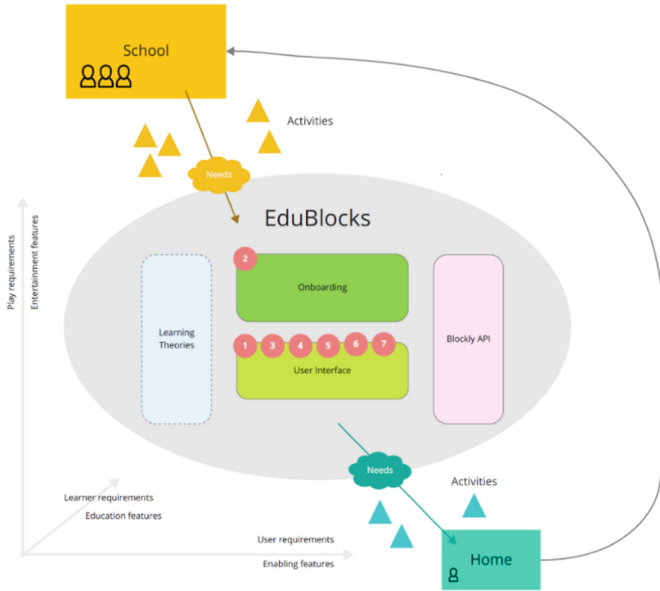 School
Activities
Needs
EduBlocks
Play requirements
Entertainment features
2
Onboarding
Learning
Theories
1 3 4 5 6 7
User Interface
Blockly API
Needs
Activities
Learner requirements
Education features
User requirements
Enabling features
Home